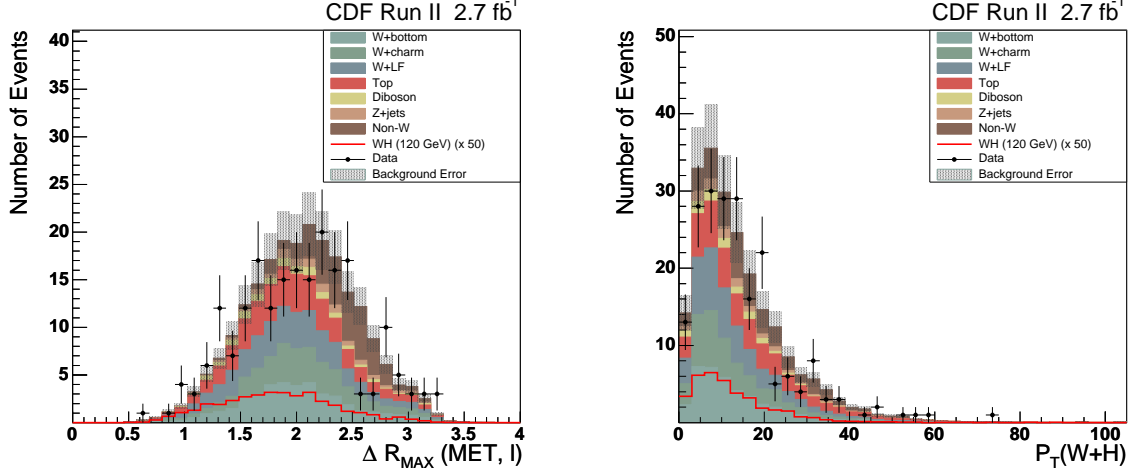 CDF Run II 2.7 fb⁻¹
Number of Events
40
35
30
25
20
15
10
5
W+bottom
W+charm
W+LF
Top
Diboson
Z+jets
Non-W
WH (120 GeV) (x 50)
Data
Background Error
0 0.5 1 1.5 2 2.5 3 3.5 4
Δ R_MAX (MET, l)
CDF Run II 2.7 fb⁻¹
Number of Events
50
40
30
20
10
W+bottom
W+charm
W+LF
Top
Diboson
Z+jets
Non-W
WH (120 GeV) (x 50)
Data
Background Error
0 20 40 60 80 100
P_T(W+H)